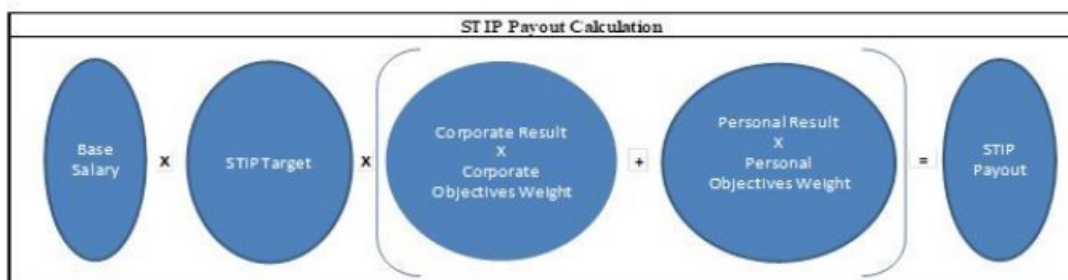 STIP Payout Calculation
Base
Salary
x
STIP Target
x
Corporate Result
X
Corporate
Objectives Weight
+
Personal Result
X
Personal
Objectives Weight
=
STIP
Payout